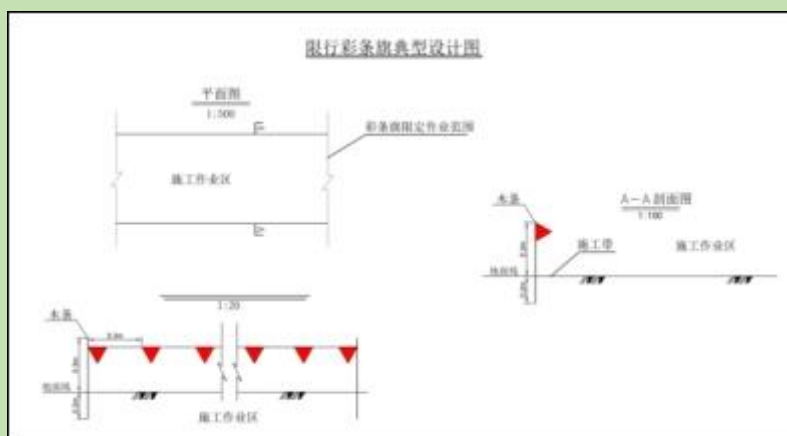 限行彩条旗典型设计图
平面图
1:500
彩条旗限定作业范围
施工作业区
A－A剖面图
1:100
木条
施工带
施工作业区
地面线
1:20
木条
地面线
施工作业区